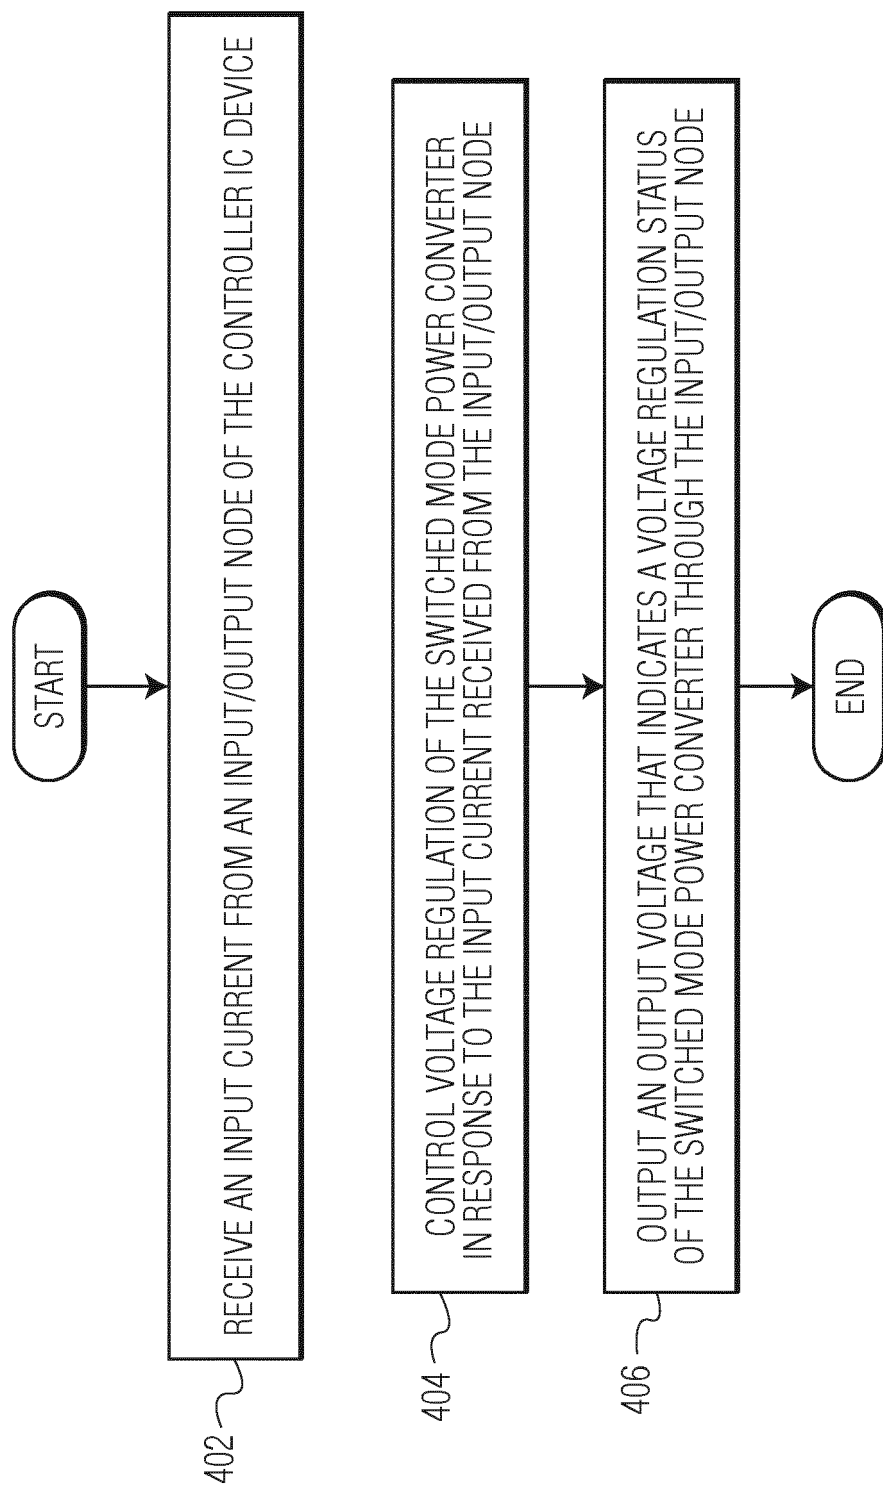 START
RECEIVE AN INPUT CURRENT FROM AN INPUT/OUTPUT NODE OF THE CONTROLLER IC DEVICE
402
CONTROL VOLTAGE REGULATION OF THE SWITCHED MODE POWER CONVERTER
IN RESPONSE TO THE INPUT CURRENT RECEIVED FROM THE INPUT/OUTPUT NODE
404
OUTPUT AN OUTPUT VOLTAGE THAT INDICATES A VOLTAGE REGULATION STATUS
OF THE SWITCHED MODE POWER CONVERTER THROUGH THE INPUT/OUTPUT NODE
406
END